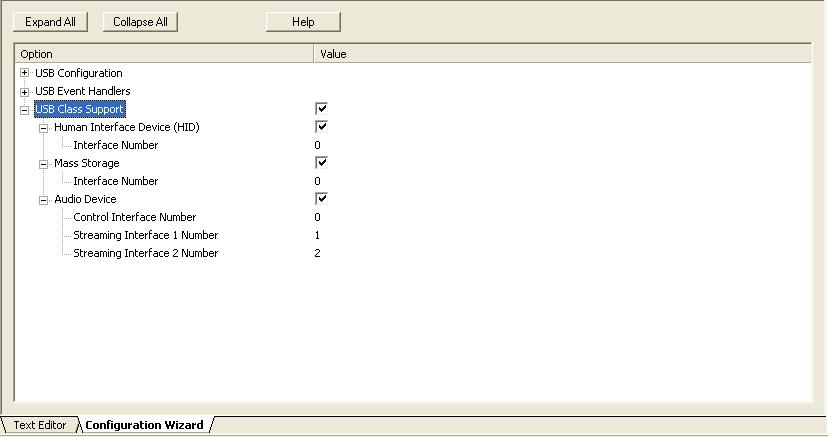 Expand All Collapse All Help
Option Value
USB Configuration
USB Event Handlers
USB Class Support
Human Interface Device (HID)
Interface Number 0
Mass Storage
Interface Number 0
Audio Device
Control Interface Number 0
Streaming Interface 1 Number 1
Streaming Interface 2 Number 2
Text Editor Configuration Wizard